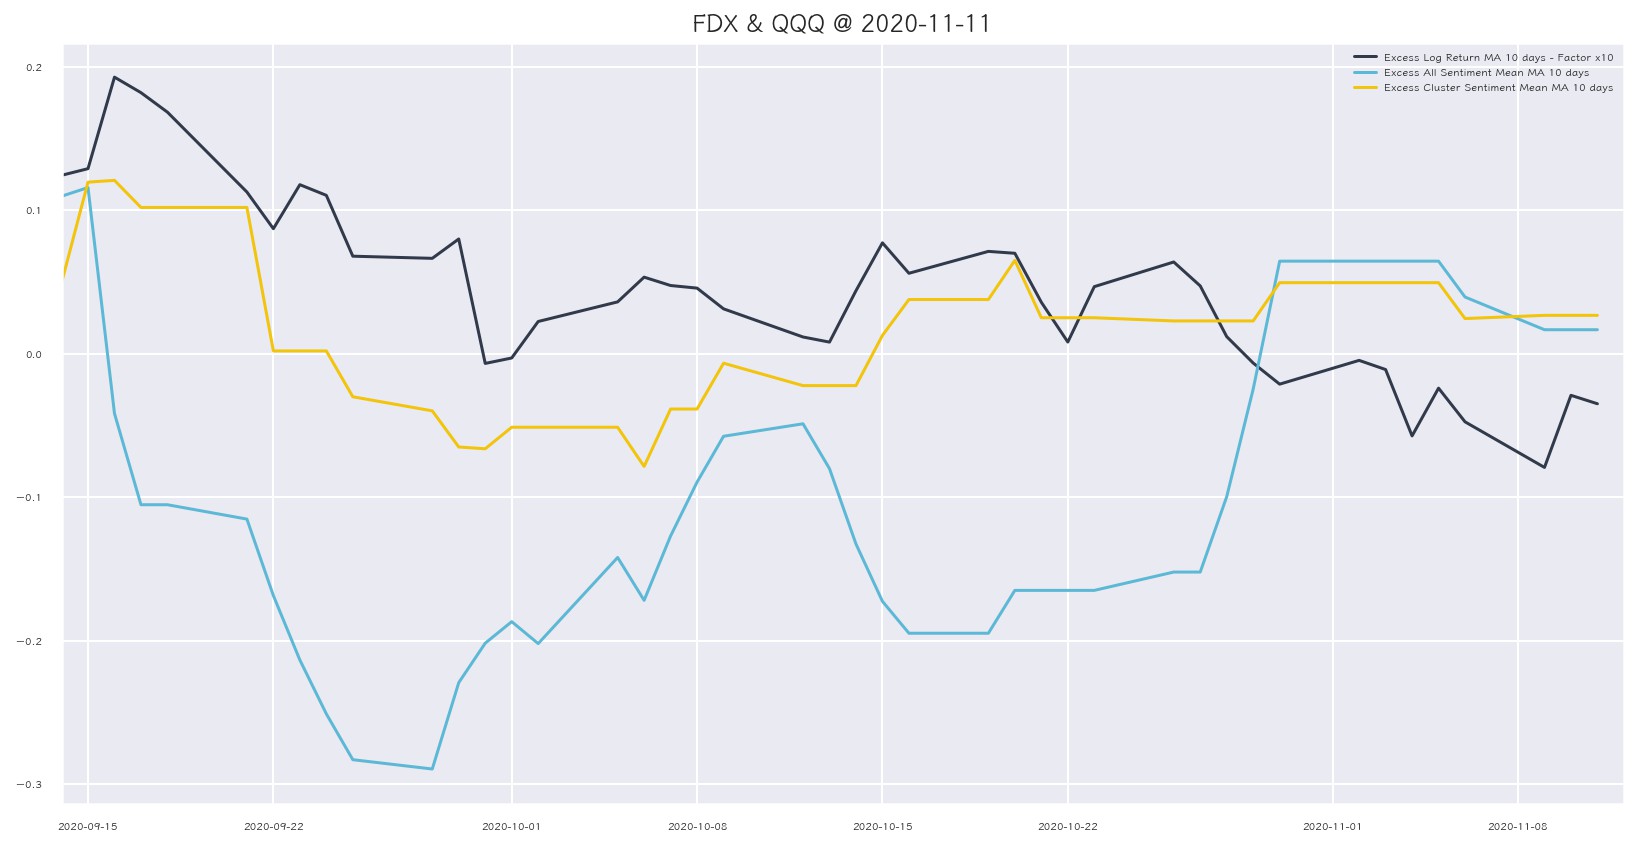 FDX & QQQ @ 2020-11-11
Excess Log Return MA 10 days - Factor x10
Excess All Sentiment Mean MA 10 days
Excess Cluster Sentiment Mean MA 10 days
0.2
0.1
0.0
−0.1
−0.2
−0.3
2020-09-15 2020-09-22 2020-10-01 2020-10-08 2020-10-15 2020-10-22 2020-11-01 2020-11-08